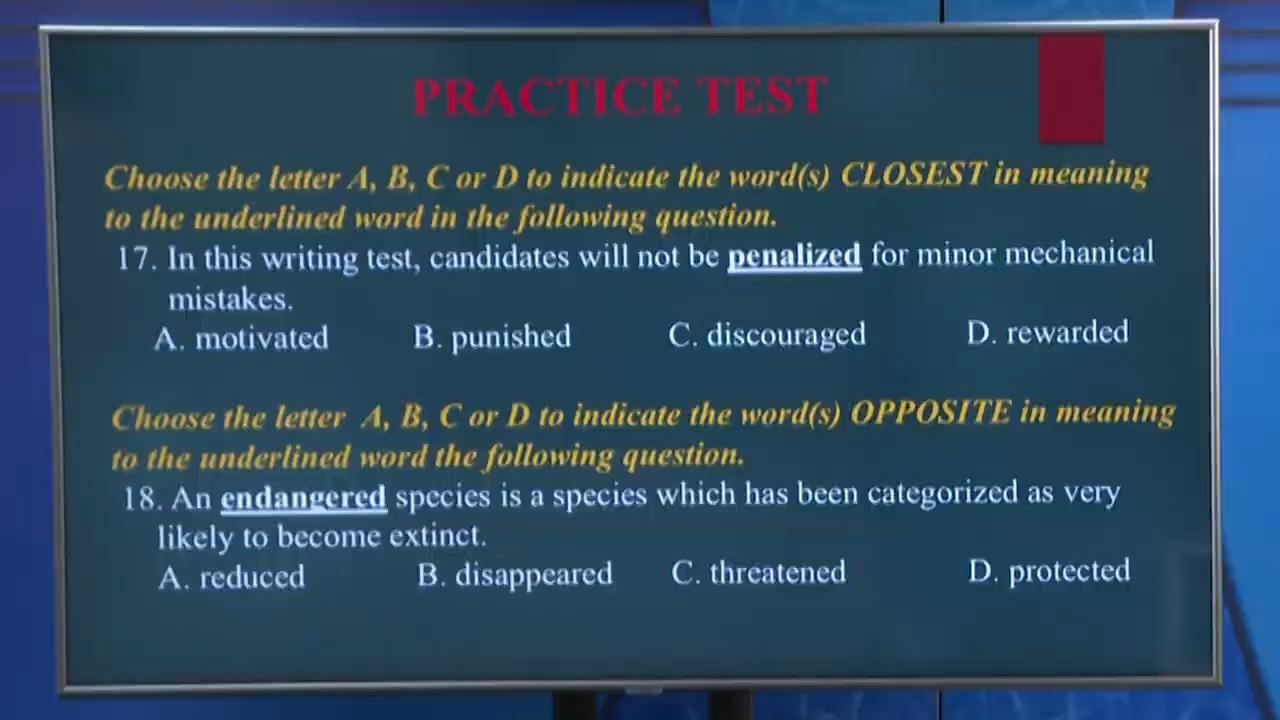 PRACTICE TEST
Choose the letter A, B, C or D to indicate the word(s) CLOSEST in meaning
to the underlined word in the following question.
17. In this writing test, candidates will not be penalized for minor mechanical
mistakes.
A. motivated B. punished C. discouraged D. rewarded
Choose the letter A, B, C or D to indicate the word(s) OPPOSITE in meaning
to the underlined word the following question.
18. An endangered species is a species which has been categorized as very
likely to become extinct.
A. reduced B. disappeared C. threatened D. protected